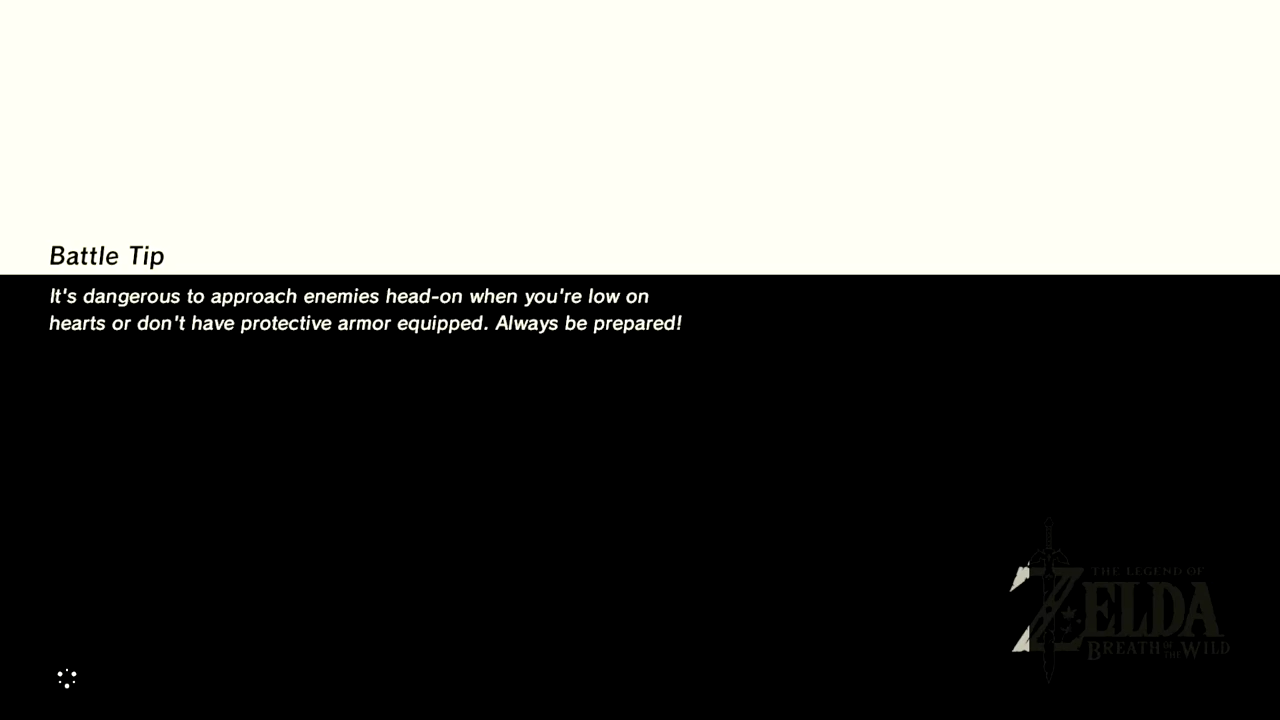 Battle Tip
It's dangerous to approach enemies head-on when you're low on
hearts or don't have protective armor equipped. Always be prepared!
THE LEGEND OF
ZELDA
BREATH OF THE WILD